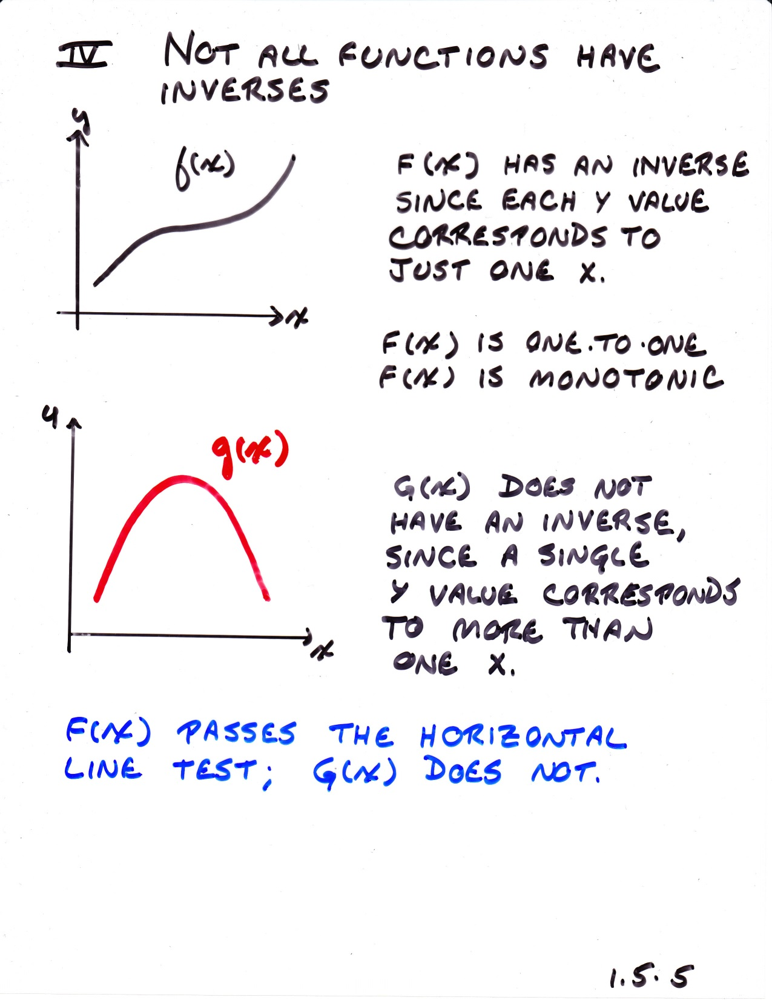 IV NOT ALL FUNCTIONS HAVE
INVERSES
y
f(x)
x
F(x) HAS AN INVERSE
SINCE EACH Y VALUE
CORRESPONDS TO
JUST ONE X.
F(x) IS ONE·TO·ONE
F(x) IS MONOTONIC
y
g(x)
x
G(x) DOES NOT
HAVE AN INVERSE,
SINCE A SINGLE
Y VALUE CORRESPONDS
TO MORE THAN
ONE X.
F(x) PASSES THE HORIZONTAL
LINE TEST; G(x) DOES NOT.
1.5.5